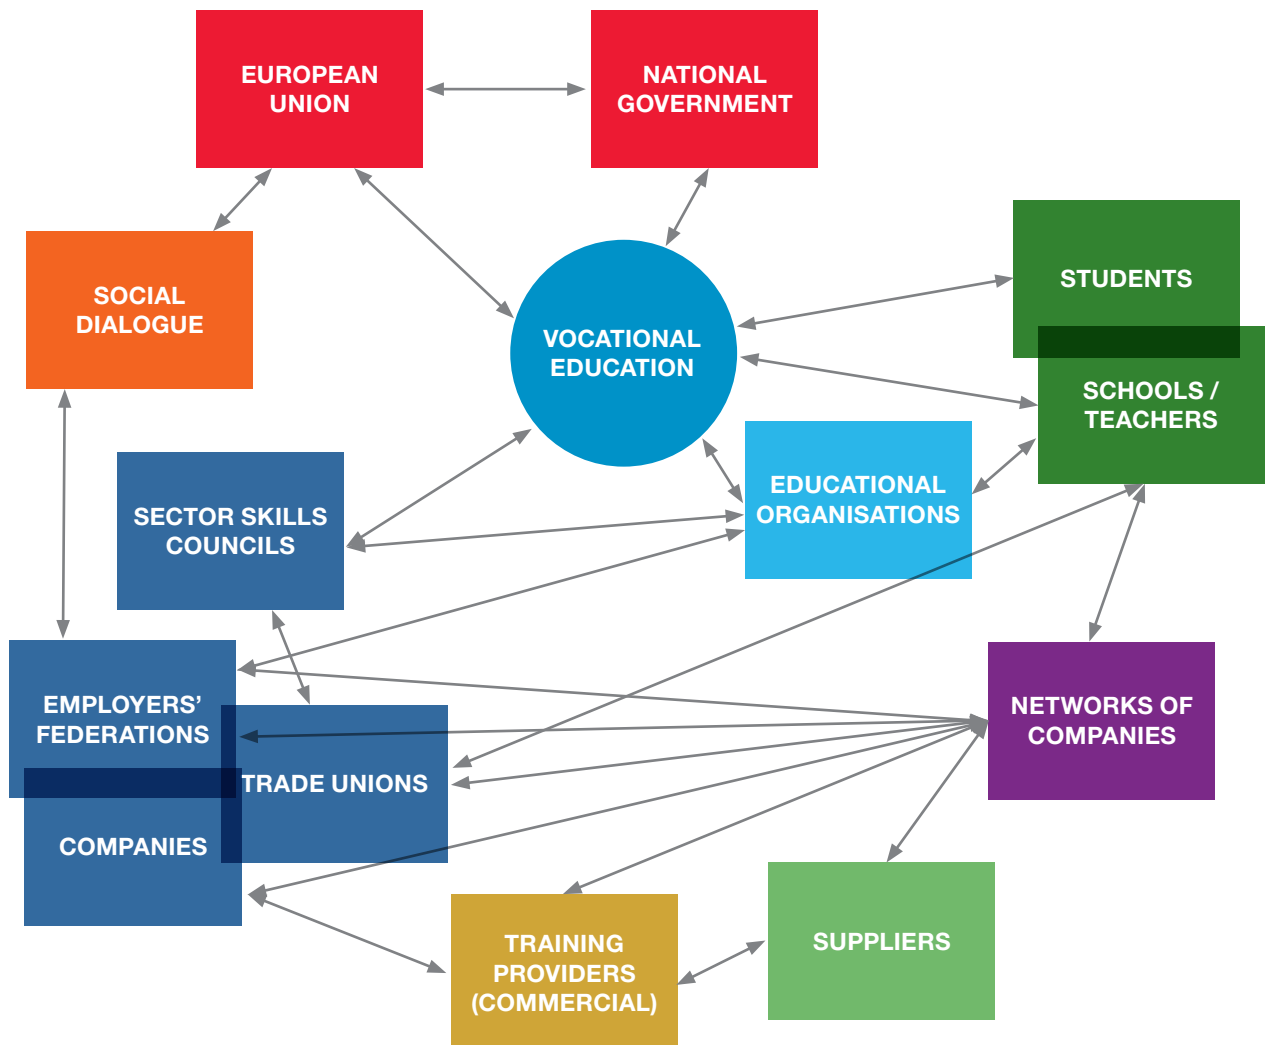 EUROPEAN
UNION
NATIONAL
GOVERNMENT
STUDENTS
SOCIAL
DIALOGUE
VOCATIONAL
EDUCATION
SCHOOLS /
TEACHERS
EDUCATIONAL
ORGANISATIONS
SECTOR SKILLS
COUNCILS
EMPLOYERS’
FEDERATIONS
NETWORKS OF
COMPANIES
TRADE UNIONS
COMPANIES
TRAINING
PROVIDERS
(COMMERCIAL)
SUPPLIERS